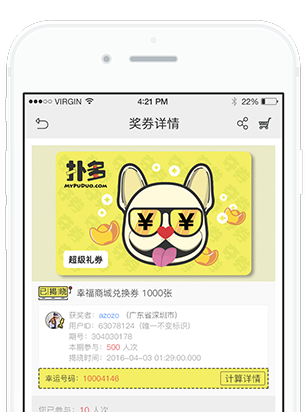 VIRGIN 4:21 PM 22%
奖券详情
扑多
MYPUDUO.COM
¥ ¥
超级礼券
已揭晓 幸福商城兑换券 1000张
获奖者：azozo （广东省深圳市）
用户ID：63078124（唯一不变标识）
期号：304030178
本期参与：500 人次
揭晓时间：2016-04-03 01:29:00.000
幸运号码：10004146 计算详情
您已参与：10 人次